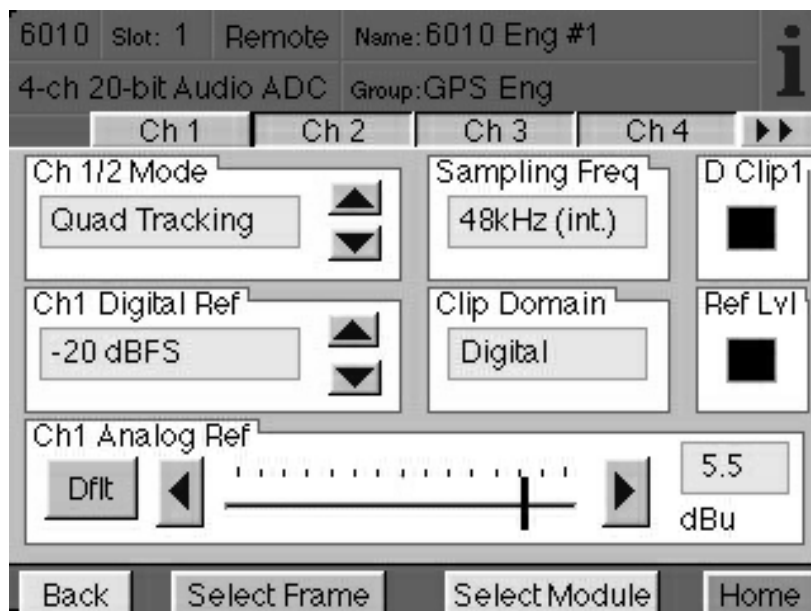 6010 Slot: 1 Remote Name: 6010 Eng #1
4-ch 20-bit Audio ADC Group: GPS Eng
i
Ch 1 Ch 2 Ch 3 Ch 4
Ch 1/2 Mode Sampling Freq D Clip1
Quad Tracking 48kHz (int.)
Ch1 Digital Ref Clip Domain Ref Lvl
-20 dBFS Digital
Ch1 Analog Ref
Dflt 5.5
dBu
Back Select Frame Select Module Home